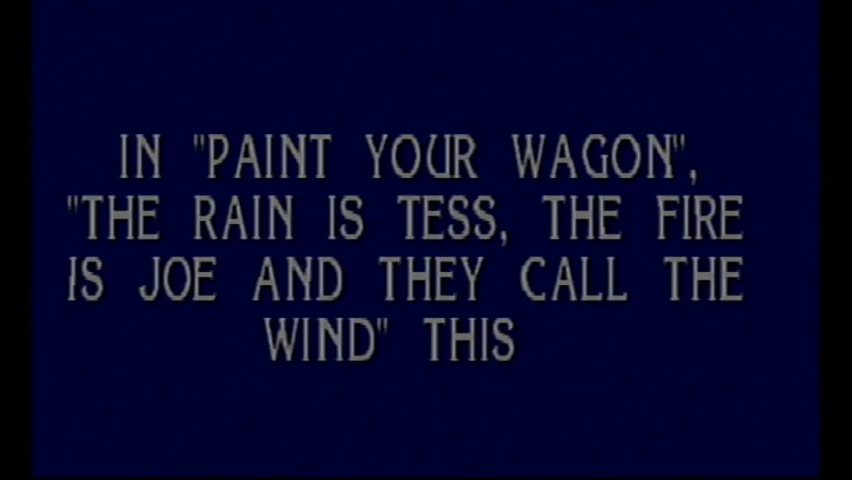 IN "PAINT YOUR WAGON",
"THE RAIN IS TESS, THE FIRE
IS JOE AND THEY CALL THE
WIND" THIS